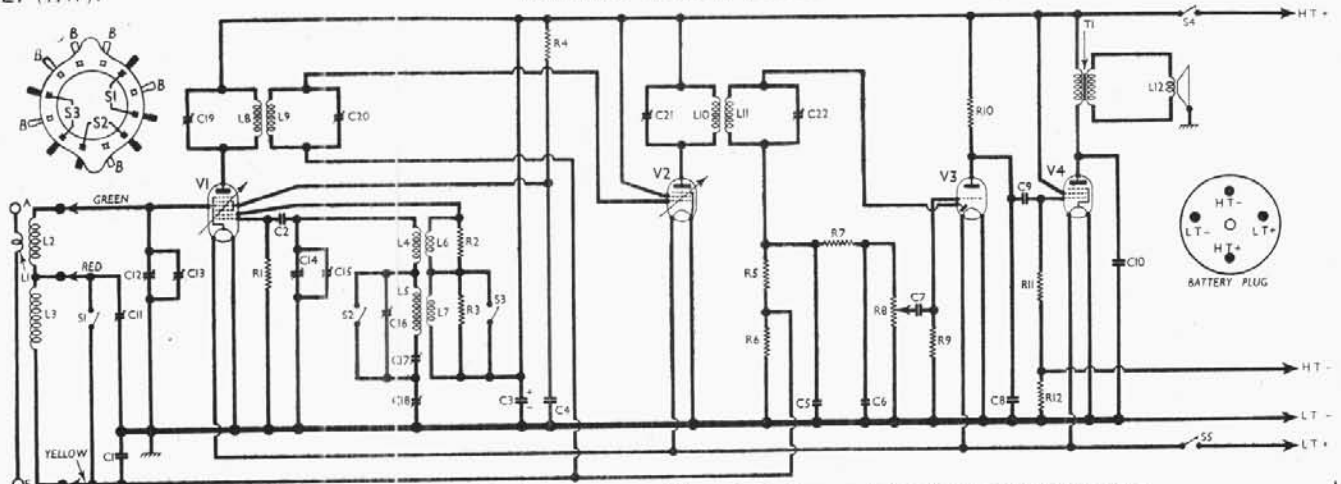 B
B
B
B
B
S1
S3
S2
C19
L8
L9
C20
R4
C21
L10
L11
C22
R10
T1
L12
S4
HT+
V1
V2
V3
V4
A
GREEN
L2
L1
RED
L3
S1
C11
C12
C13
R1
C2
C14
C15
L4
L6
R2
L5
L7
R3
S2
C16
S3
C17
C18
C3
+
−
C4
R5
R6
R7
R8
C7
R9
C5
C6
C8
C9
R11
R12
C10
HT-
LT-
LT+
HT+
BATTERY PLUG
HT-
LT-
S5
LT+
C1
YELLOW
E